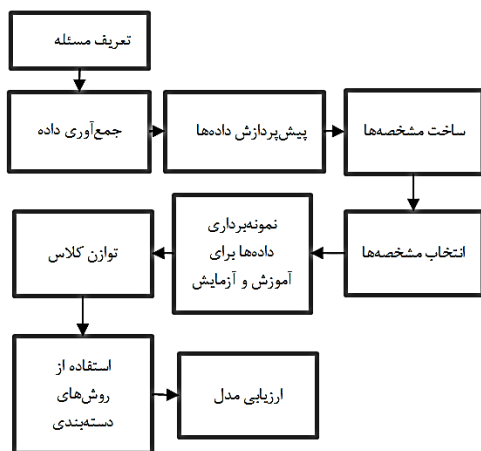 تعریف مسئله
جمع‌آوری داده
پیش‌پردازش داده‌ها
ساخت مشخصه‌ها
انتخاب مشخصه‌ها
نمونه‌برداری
داده‌ها برای
آموزش و آزمایش
توازن کلاس
استفاده از
روش‌های
دسته‌بندی
ارزیابی مدل